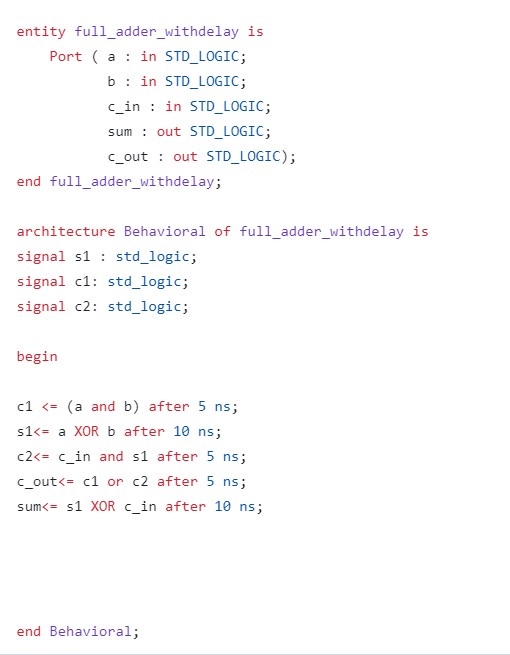 entity full_adder_withdelay is
    Port ( a : in STD_LOGIC;
           b : in STD_LOGIC;
           c_in : in STD_LOGIC;
           sum : out STD_LOGIC;
           c_out : out STD_LOGIC);
end full_adder_withdelay;
architecture Behavioral of full_adder_withdelay is
signal s1 : std_logic;
signal c1: std_logic;
signal c2: std_logic;
begin
c1 <= (a and b) after 5 ns;
s1<= a XOR b after 10 ns;
c2<= c_in and s1 after 5 ns;
c_out<= c1 or c2 after 5 ns;
sum<= s1 XOR c_in after 10 ns;
end Behavioral;